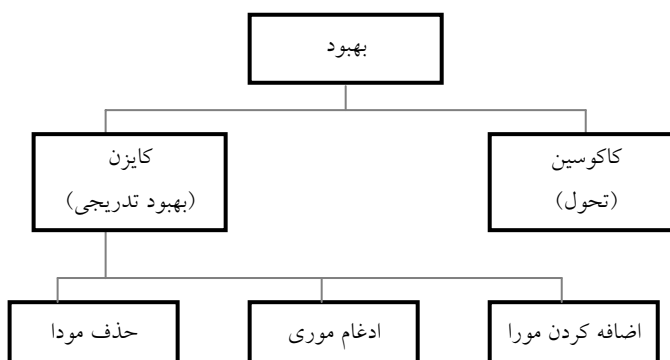 بهبود
کاکوسین
(تحول)
کایزن
(بهبود تدریجی)
اضافه کردن مورا
ادغام موری
حذف مودا